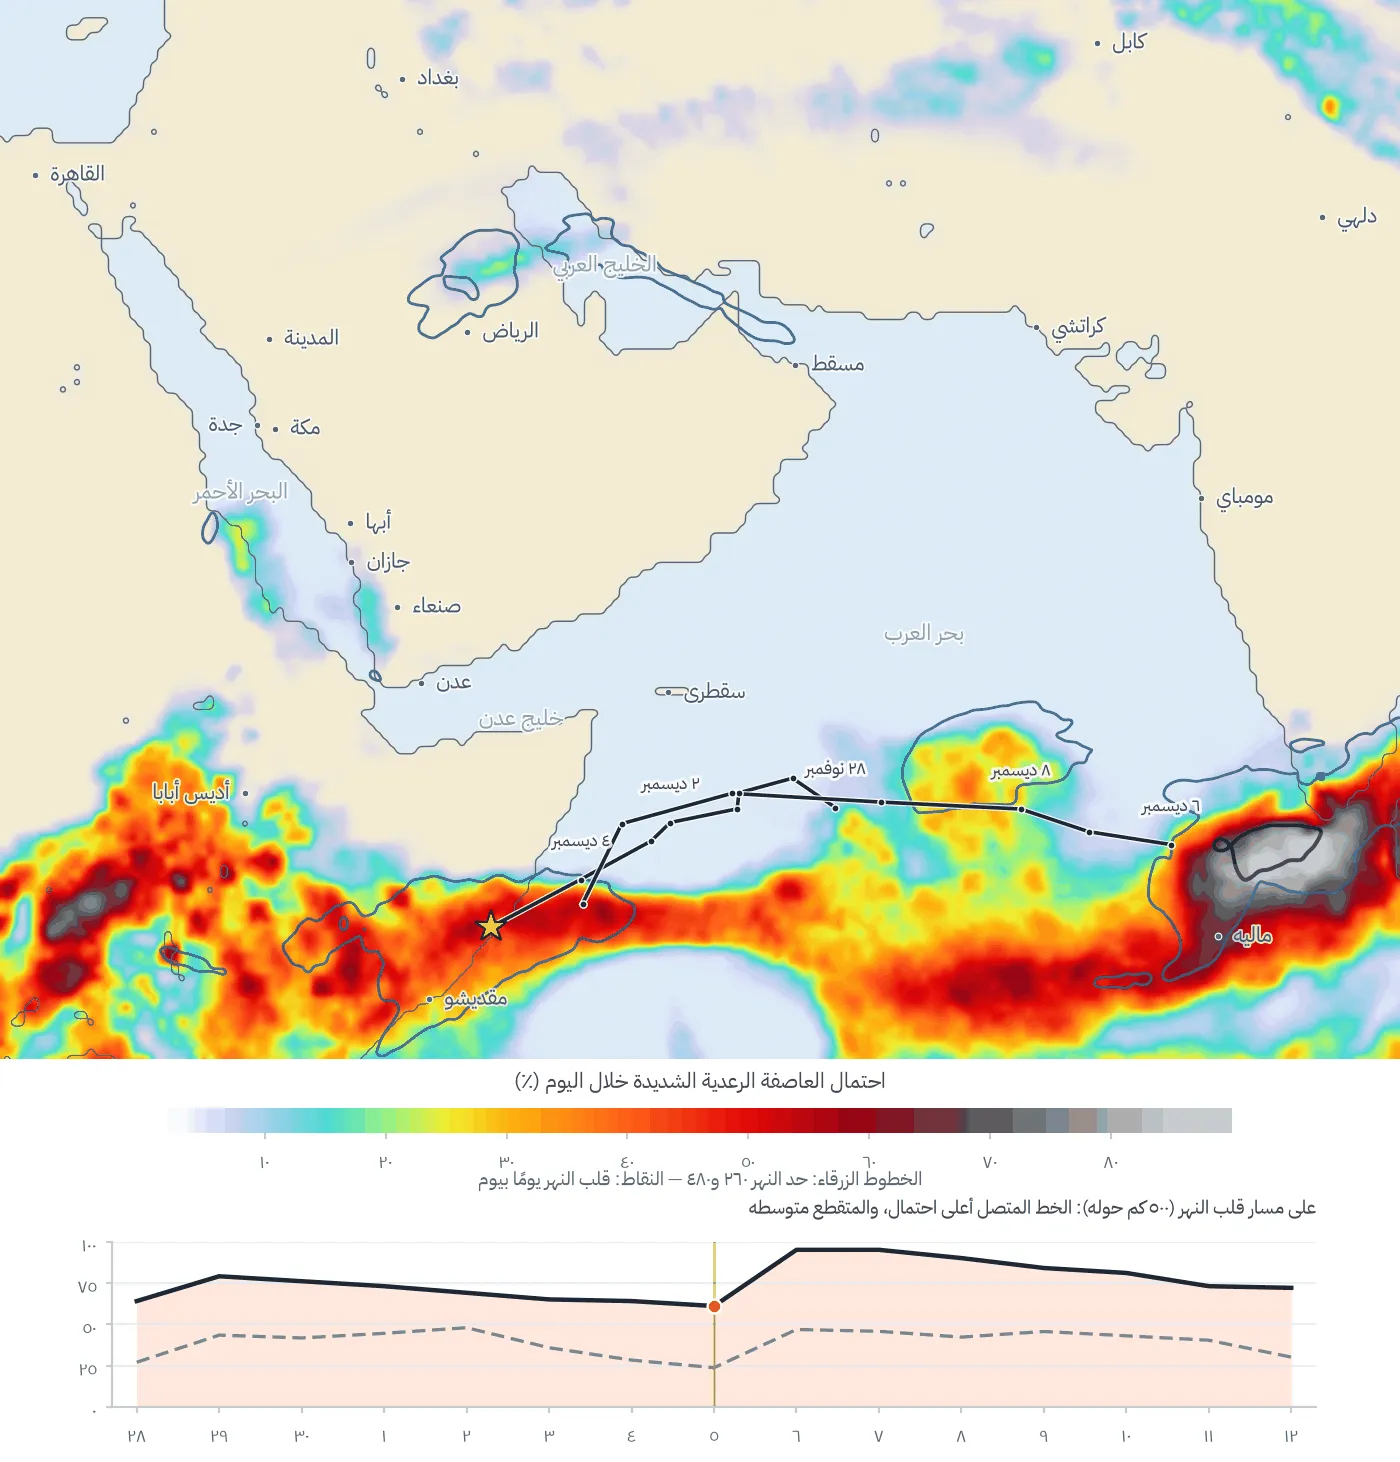 كابل
بغداد
القاهرة
دلهي
الخليج العربي
كراتشي
الرياض
المدينة
مسقط
جدة
مكة
البحر الأحمر
مومباي
أبها
جازان
صنعاء
بحر العرب
عدن
سقطرى
خليج عدن
٢٨ نوفمبر
٨ ديسمبر
٢ ديسمبر
أديس أبابا
٦ ديسمبر
٤ ديسمبر
ماليه
مقديشو
احتمال العاصفة الرعدية الشديدة خلال اليوم (٪)
١٠ ٢٠ ٣٠ ٤٠ ٥٠ ٦٠ ٧٠ ٨٠
الخطوط الزرقاء: حد النهر ٢٦٠ و٤٨٠ — النقاط: قلب النهر يومًا بيوم
على مسار قلب النهر (٥٠٠ كم حوله): الخط المتصل أعلى احتمال، والمتقطع متوسطه
١٠٠
٧٥
٥٠
٢٥
٠
٢٨ ٢٩ ٣٠ ١ ٢ ٣ ٤ ٥ ٦ ٧ ٨ ٩ ١٠ ١١ ١٢